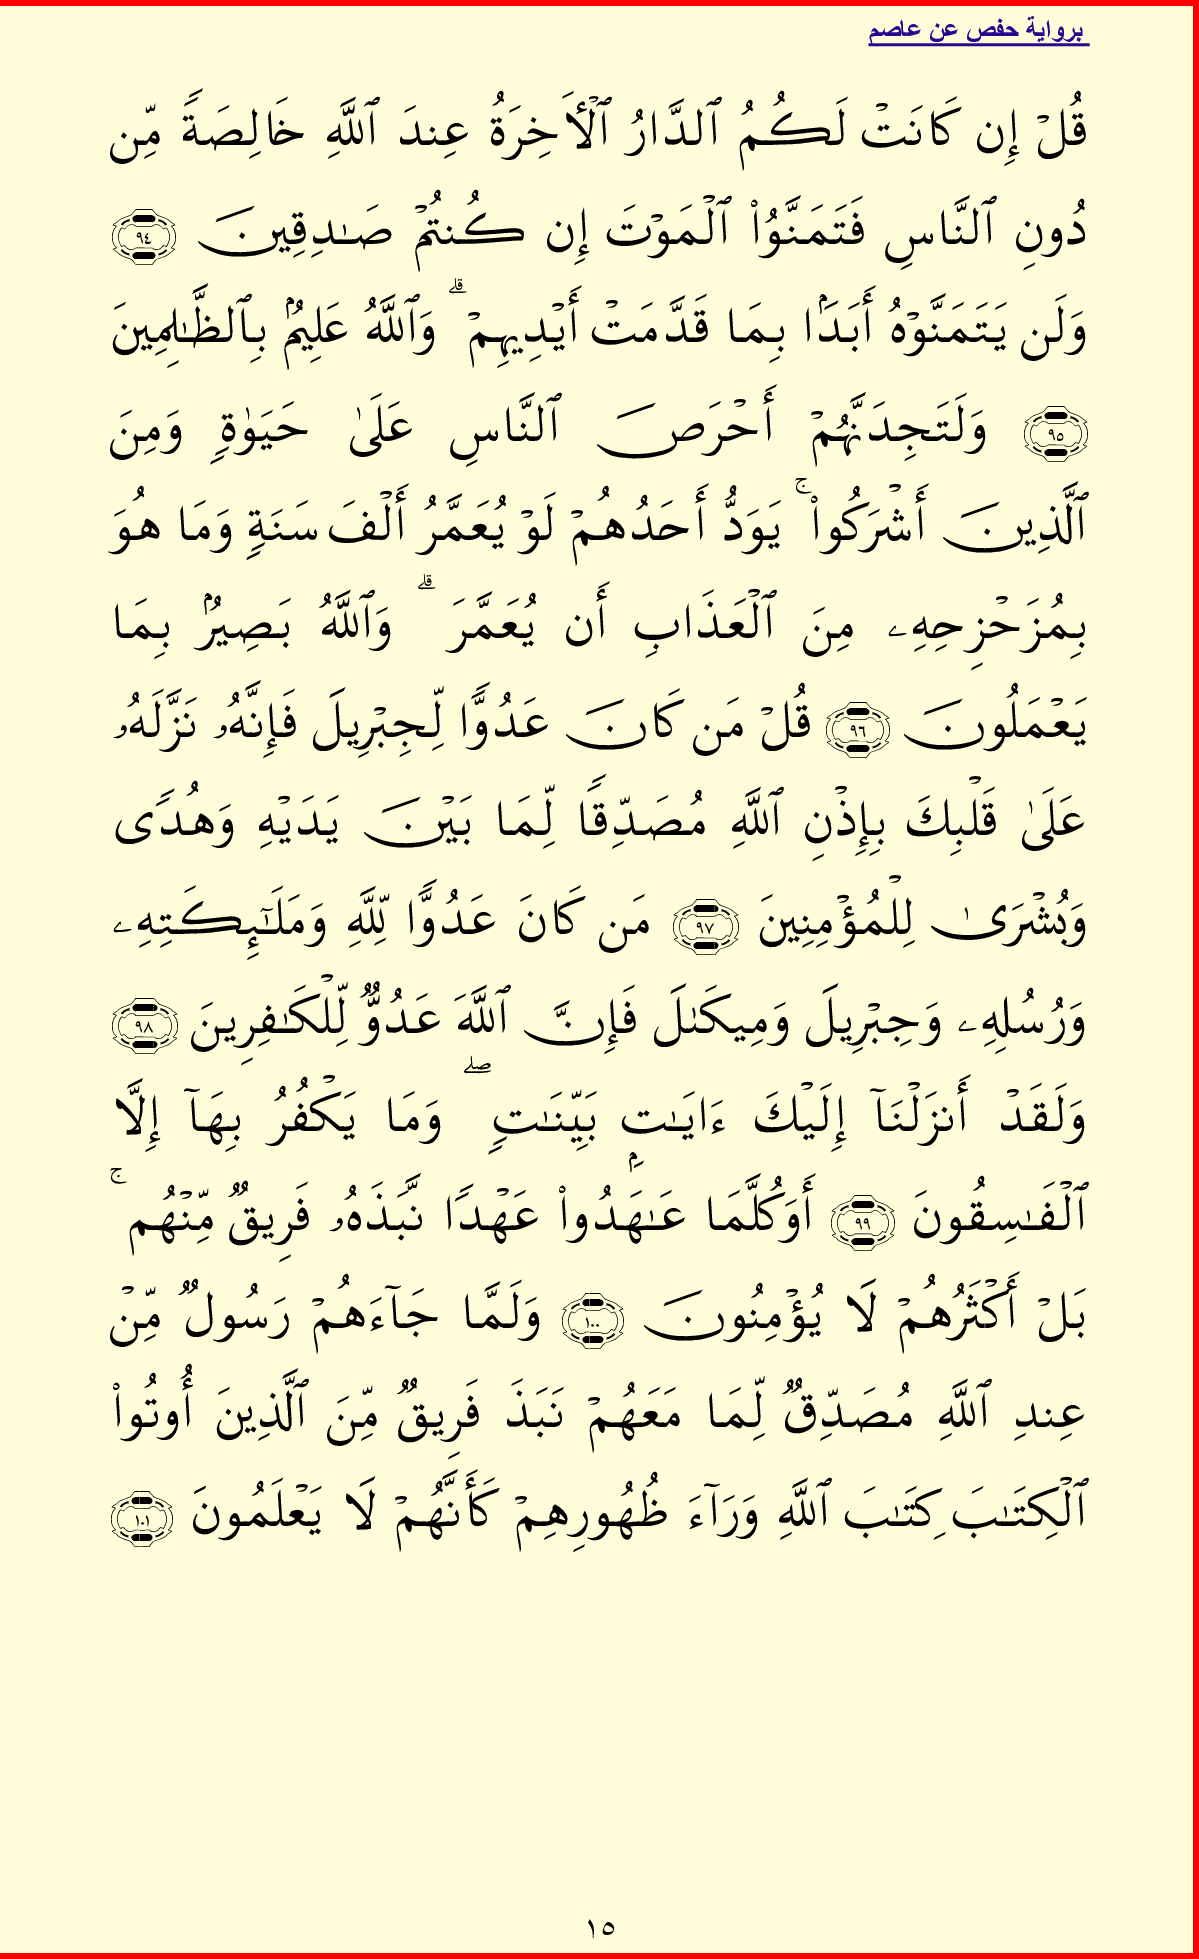 برواية حفص عن عاصم
قُلۡ إِن كَانَتۡ لَكُمُ ٱلدَّارُ ٱلۡأَخِرَةُ عِندَ ٱللَّهِ خَالِصَةٗ مِّن
دُونِ ٱلنَّاسِ فَتَمَنَّوُاْ ٱلۡمَوۡتَ إِن كُنتُمۡ صَٰدِقِينَ ٩٤
وَلَن يَتَمَنَّوۡهُ أَبَدَۢا بِمَا قَدَّمَتۡ أَيۡدِيهِمۡۚ وَٱللَّهُ عَلِيمُۢ بِٱلظَّٰلِمِينَ
٩٥ وَلَتَجِدَنَّهُمۡ أَحۡرَصَ ٱلنَّاسِ عَلَىٰ حَيَوٰةٖ وَمِنَ
ٱلَّذِينَ أَشۡرَكُواْۚ يَوَدُّ أَحَدُهُمۡ لَوۡ يُعَمَّرُ أَلۡفَ سَنَةٖ وَمَا هُوَ
بِمُزَحۡزِحِهِۦ مِنَ ٱلۡعَذَابِ أَن يُعَمَّرَۗ وَٱللَّهُ بَصِيرُۢ بِمَا
يَعۡمَلُونَ ٩٦ قُلۡ مَن كَانَ عَدُوّٗا لِّجِبۡرِيلَ فَإِنَّهُۥ نَزَّلَهُۥ
عَلَىٰ قَلۡبِكَ بِإِذۡنِ ٱللَّهِ مُصَدِّقٗا لِّمَا بَيۡنَ يَدَيۡهِ وَهُدٗى
وَبُشۡرَىٰ لِلۡمُؤۡمِنِينَ ٩٧ مَن كَانَ عَدُوّٗا لِّلَّهِ وَمَلَٰٓئِكَتِهِۦ
وَرُسُلِهِۦ وَجِبۡرِيلَ وَمِيكَىٰلَ فَإِنَّ ٱللَّهَ عَدُوّٞ لِّلۡكَٰفِرِينَ ٩٨
وَلَقَدۡ أَنزَلۡنَآ إِلَيۡكَ ءَايَٰتِۭ بَيِّنَٰتٖۖ وَمَا يَكۡفُرُ بِهَآ إِلَّا
ٱلۡفَٰسِقُونَ ٩٩ أَوَكُلَّمَا عَٰهَدُواْ عَهۡدٗا نَّبَذَهُۥ فَرِيقٞ مِّنۡهُمۚ
بَلۡ أَكۡثَرُهُمۡ لَا يُؤۡمِنُونَ ١٠٠ وَلَمَّا جَآءَهُمۡ رَسُولٞ مِّنۡ
عِندِ ٱللَّهِ مُصَدِّقٞ لِّمَا مَعَهُمۡ نَبَذَ فَرِيقٞ مِّنَ ٱلَّذِينَ أُوتُواْ
ٱلۡكِتَٰبَ كِتَٰبَ ٱللَّهِ وَرَآءَ ظُهُورِهِمۡ كَأَنَّهُمۡ لَا يَعۡلَمُونَ ١٠١
١٥